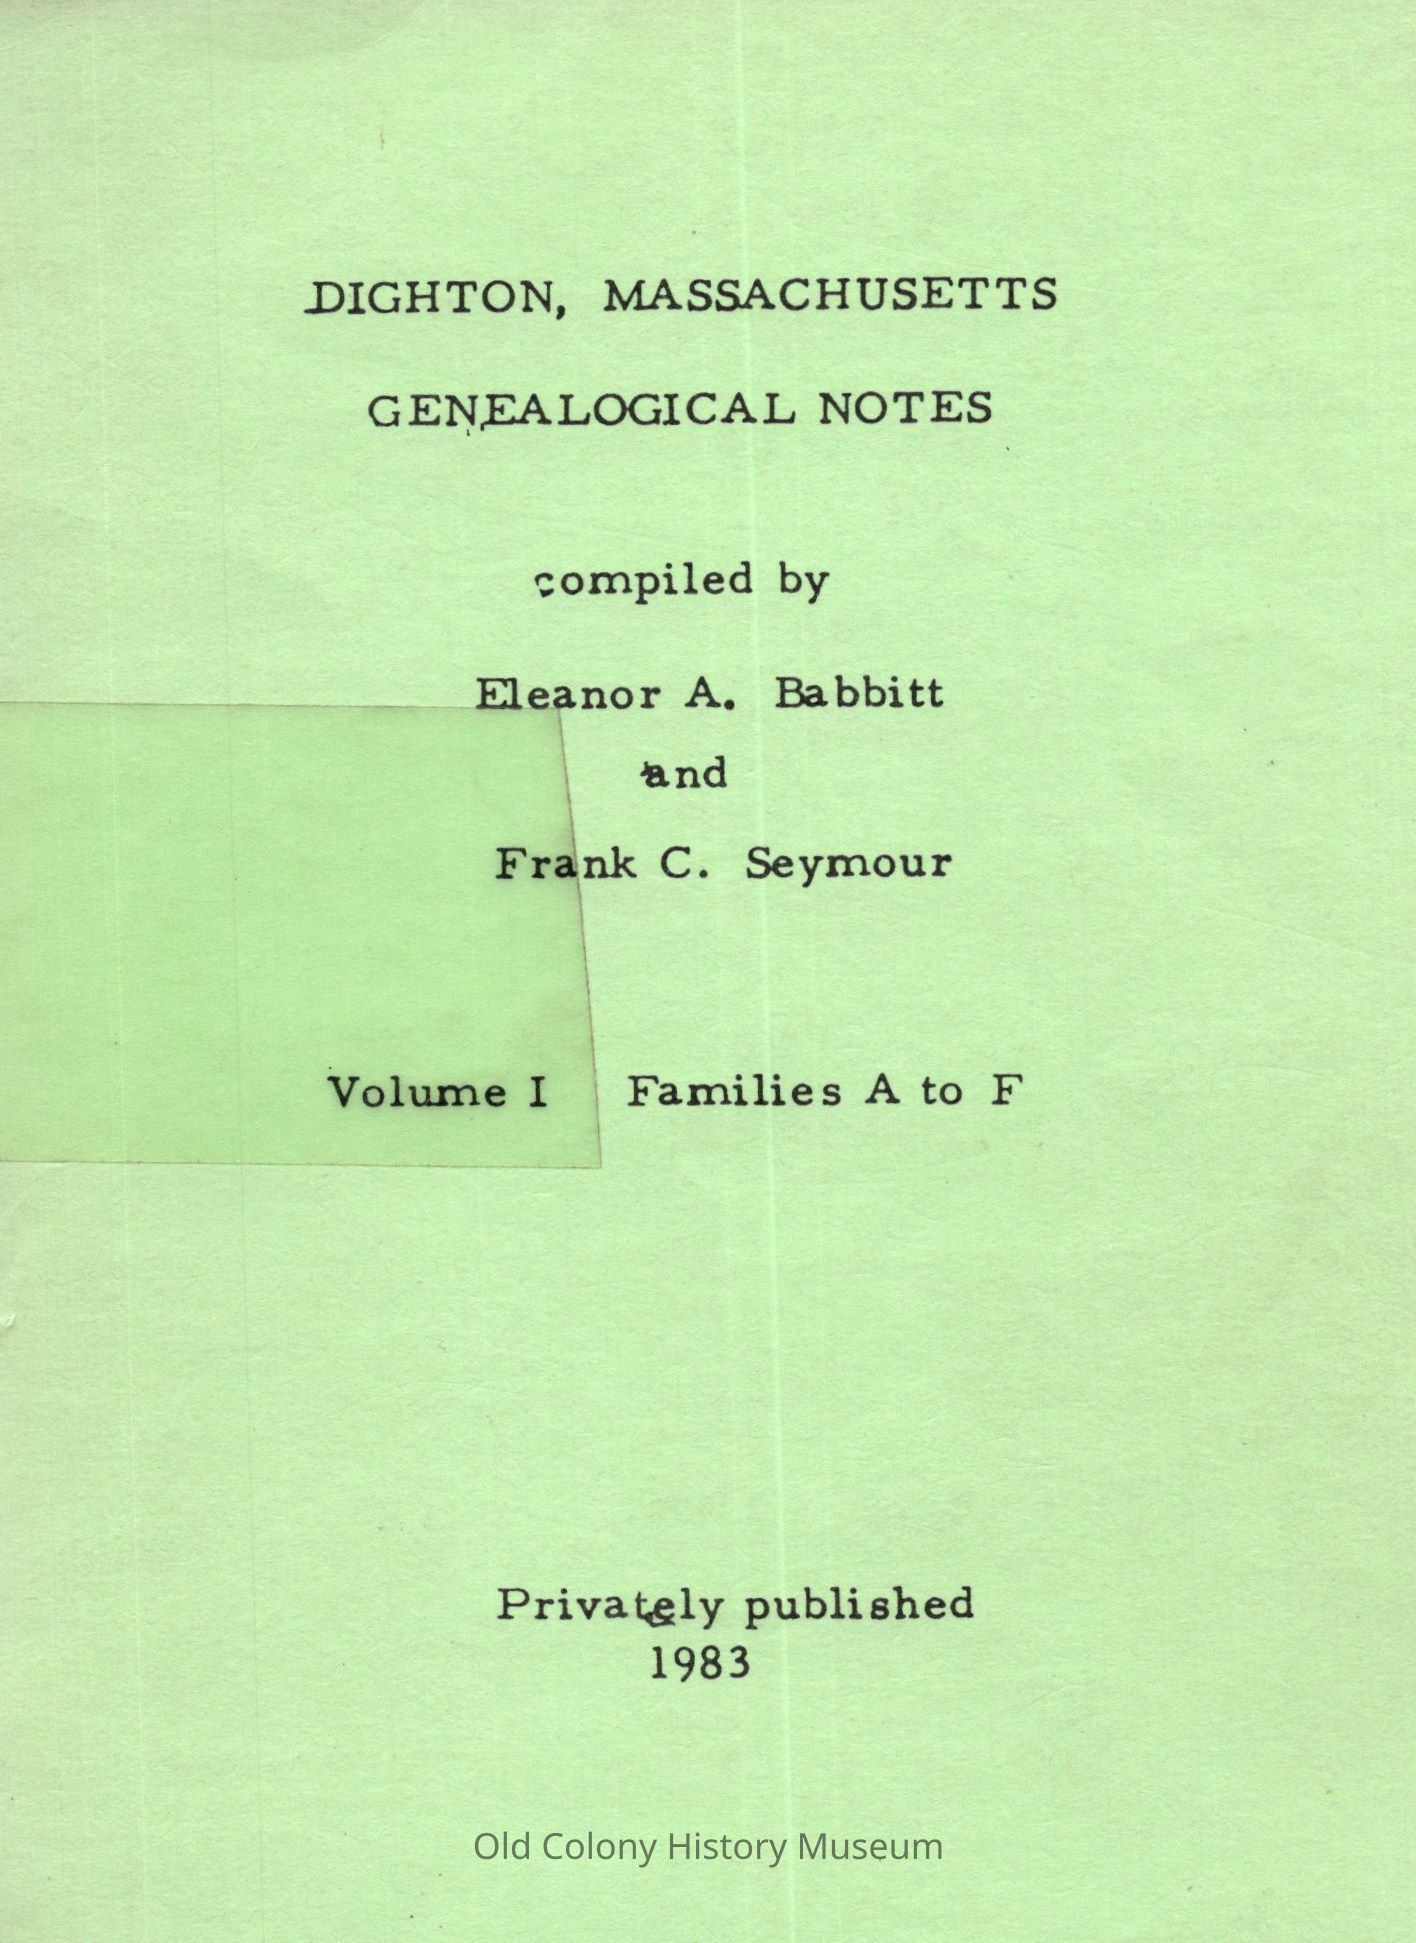 DIGHTON, MASSACHUSETTS
GENEALOGICAL NOTES
compiled by
Eleanor A. Babbitt
and
Frank C. Seymour
Volume I Families A to F
Privately published
1983
Old Colony History Museum